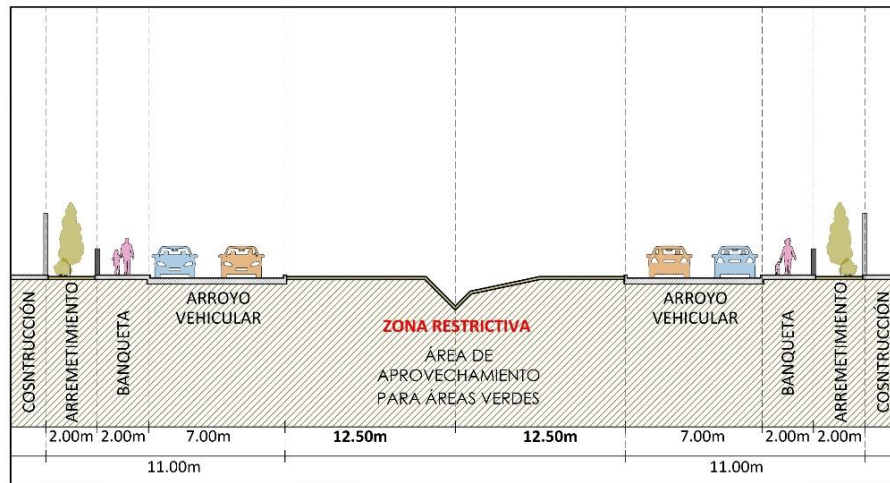 COSNTRUCCIÓN
ARREMETIMIENTO
BANQUETA
ARROYO
VEHICULAR
ZONA RESTRICTIVA
ÁREA DE
APROVECHAMIENTO
PARA ÁREAS VERDES
ARROYO
VEHICULAR
BANQUETA
ARREMETIMIENTO
COSNTRUCCIÓN
2.00m 2.00m 7.00m 12.50m 12.50m 7.00m 2.00m 2.00m
11.00m 11.00m